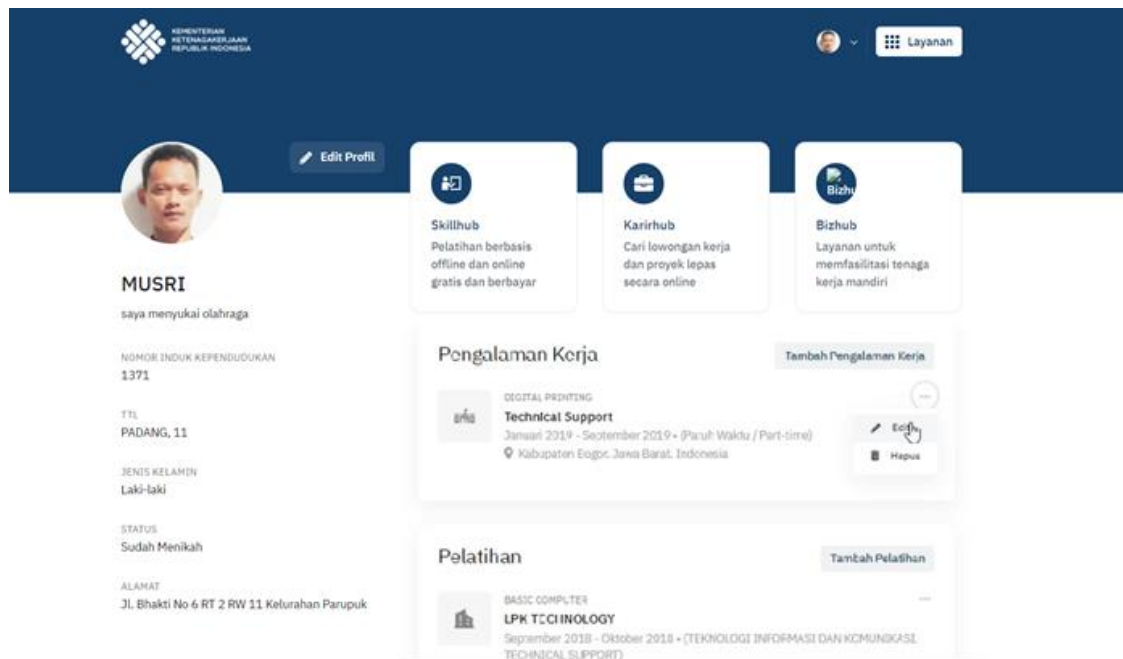 KEMENTERIAN
KETENAGAKERJAAN
REPUBLIK INDONESIA
Layanan
Edit Profil
MUSRI
saya menyukai olahraga
NOMOR INDUK KEPENDUDUKAN
1371
TTL
PADANG, 11
JENIS KELAMIN
Laki-laki
STATUS
Sudah Menikah
ALAMAT
JL. Bhakti No 6 RT 2 RW 11 Kelurahan Parupuk
Skillhub
Pelatihan berbasis
offline dan online
gratis dan berbayar
Karirhub
Cari lowongan kerja
dan proyek lepas
secara online
Bizhu
Bizhub
Layanan untuk
memfasilitasi tenaga
kerja mandiri
Pengalaman Kerja
Tambah Pengalaman Kerja
DIGITAL PRINTING
Technical Support
Januari 2019 - September 2019 • (Paruh Waktu / Part-time)
Kabupaten Bogor, Jawa Barat, Indonesia
Edit
Hapus
Pelatihan
Tambah Pelatihan
BASIC COMPUTER
LPK TECHNOLOGY
September 2018 - Oktober 2018 • (TEKNOLOGI INFORMASI DAN KOMUNIKASI,
TECHNICAL SUPPORT)